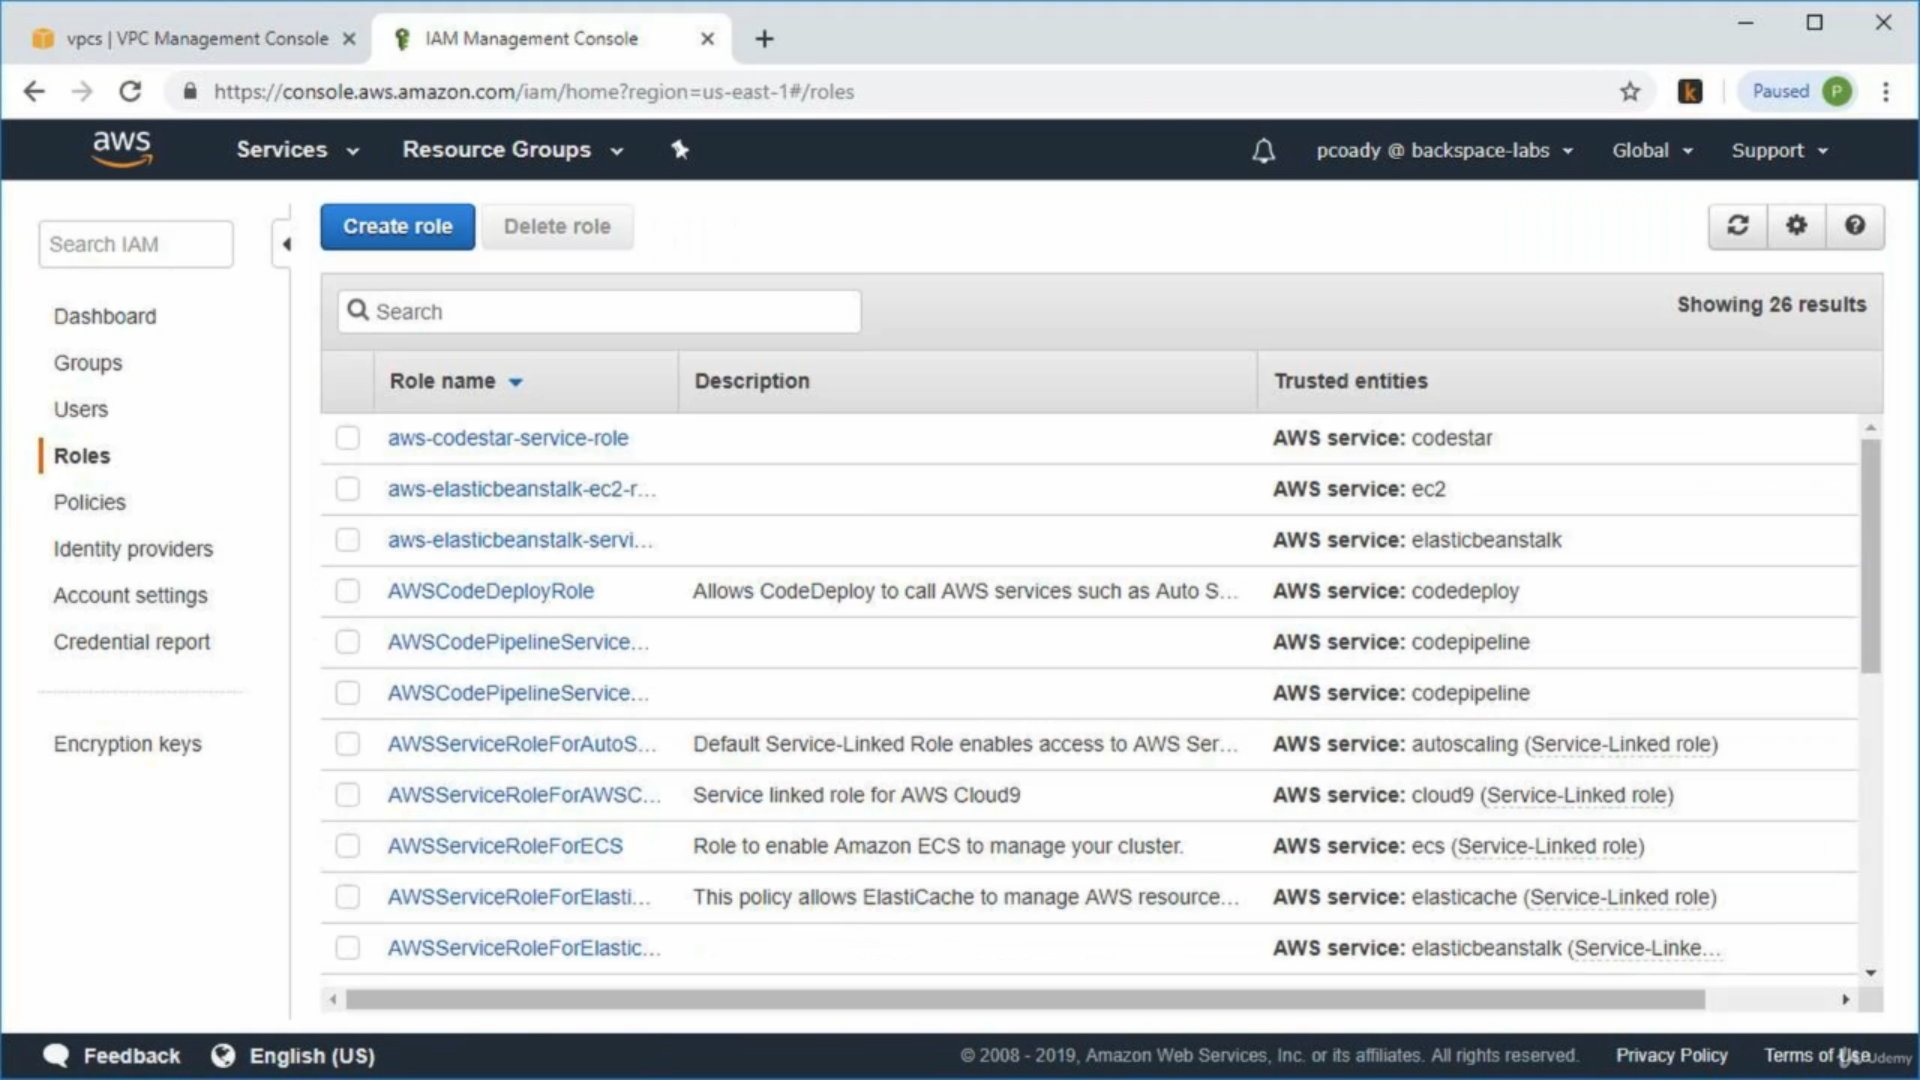 vpcs | VPC Management Console
IAM Management Console
https://console.aws.amazon.com/iam/home?region=us-east-1#/roles
k
Paused
P
aws
Services
Resource Groups
pcoady @ backspace-labs
Global
Support
Search IAM
Create role
Delete role
Search
Showing 26 results
Dashboard
Groups
Users
Roles
Policies
Identity providers
Account settings
Credential report
Encryption keys
Role name Description Trusted entities
aws-codestar-service-role AWS service: codestar
aws-elasticbeanstalk-ec2-r... AWS service: ec2
aws-elasticbeanstalk-servi... AWS service: elasticbeanstalk
AWSCodeDeployRole Allows CodeDeploy to call AWS services such as Auto S... AWS service: codedeploy
AWSCodePipelineService... AWS service: codepipeline
AWSCodePipelineService... AWS service: codepipeline
AWSServiceRoleForAutoS... Default Service-Linked Role enables access to AWS Ser... AWS service: autoscaling (Service-Linked role)
AWSServiceRoleForAWSC... Service linked role for AWS Cloud9 AWS service: cloud9 (Service-Linked role)
AWSServiceRoleForECS Role to enable Amazon ECS to manage your cluster. AWS service: ecs (Service-Linked role)
AWSServiceRoleForElasti... This policy allows ElastiCache to manage AWS resource... AWS service: elasticache (Service-Linked role)
AWSServiceRoleForElastic... AWS service: elasticbeanstalk (Service-Linke...
Feedback
English (US)
© 2008 - 2019, Amazon Web Services, Inc. or its affiliates. All rights reserved.
Privacy Policy
Terms of Use
Udemy